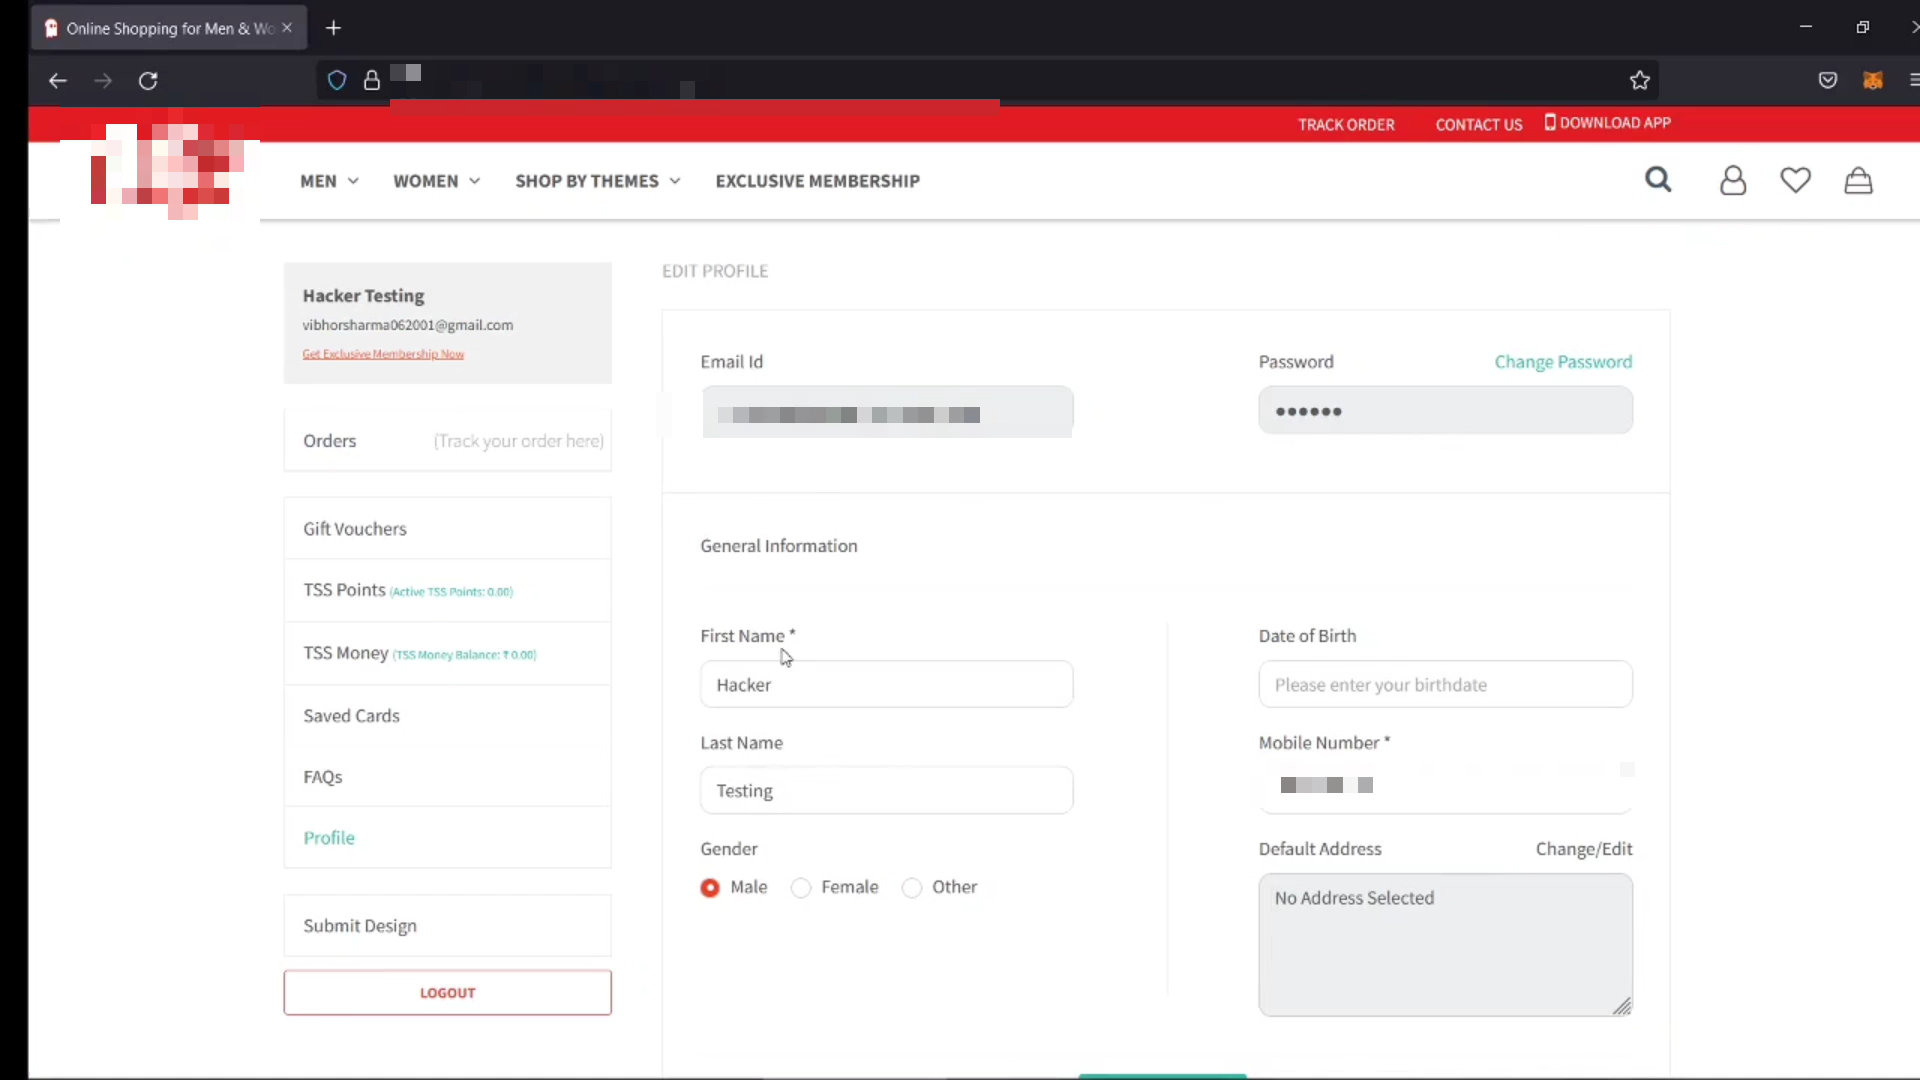 Online Shopping for Men & Wo
TRACK ORDER
CONTACT US
DOWNLOAD APP
MEN
WOMEN
SHOP BY THEMES
EXCLUSIVE MEMBERSHIP
Hacker Testing
vibhorsharma062001@gmail.com
Get Exclusive Membership Now
Orders (Track your order here)
Gift Vouchers
TSS Points (Active TSS Points: 0.00)
TSS Money (TSS Money Balance: ₹ 0.00)
Saved Cards
FAQs
Profile
Submit Design
LOGOUT
EDIT PROFILE
Email Id
Password
Change Password
••••••
General Information
First Name *
Hacker
Last Name
Testing
Gender
Male
Female
Other
Date of Birth
Please enter your birthdate
Mobile Number *
Default Address
Change/Edit
No Address Selected